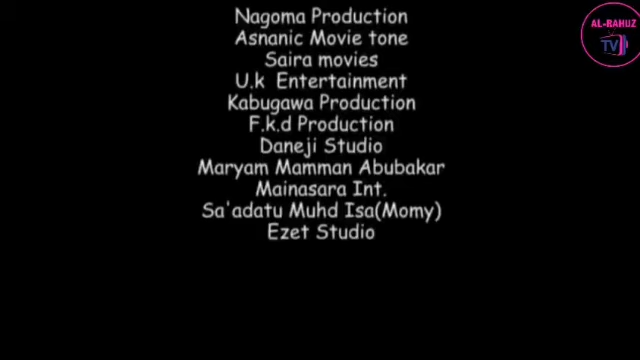 Nagoma Production
Asnanic Movie tone
Saira movies
U.k Entertainment
Kabugawa Production
F.k.d Production
Daneji Studio
Maryam Mamman Abubakar
Mainasara Int.
Sa'adatu Muhd Isa(Momy)
Ezet Studio
AL-RAHUZ
TV